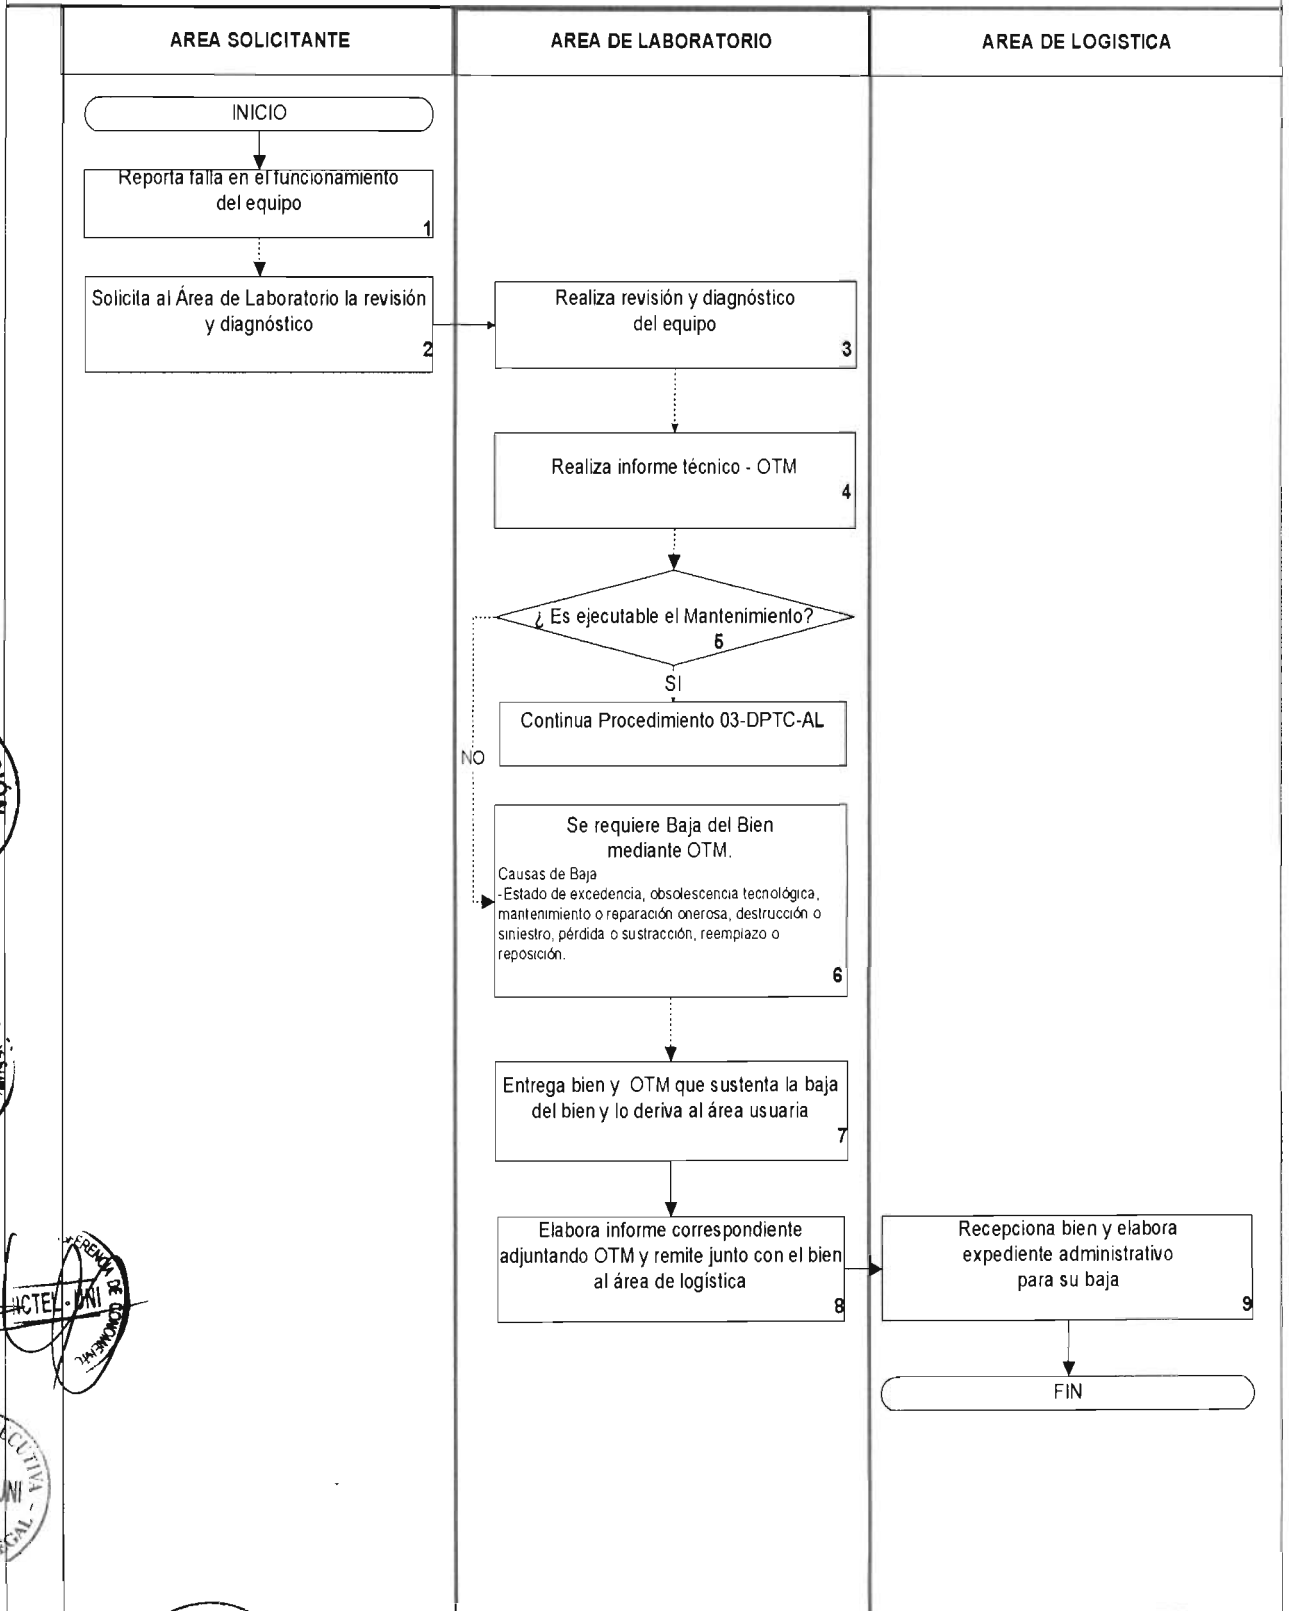 AREA SOLICITANTE
AREA DE LABORATORIO
AREA DE LOGISTICA
INICIO
Reporta falla en el funcionamiento
del equipo
1
Solicita al Área de Laboratorio la revisión
y diagnóstico
2
Realiza revisión y diagnóstico
del equipo
3
Realiza informe técnico - OTM
4
¿ Es ejecutable el Mantenimiento?
5
SI
Continua Procedimiento 03-DPTC-AL
NO
Se requiere Baja del Bien
mediante OTM.
Causas de Baja
-Estado de excedencia, obsolescencia tecnológica,
mantenimiento o reparación onerosa, destrucción o
siniestro, pérdida o sustracción, reemplazo o
reposición.
6
Entrega bien y OTM que sustenta la baja
del bien y lo deriva al área usuaria
7
Elabora informe correspondiente
adjuntando OTM y remite junto con el bien
al área de logística
8
Recepciona bien y elabora
expediente administrativo
para su baja
9
FIN
UNI
DE
UNI